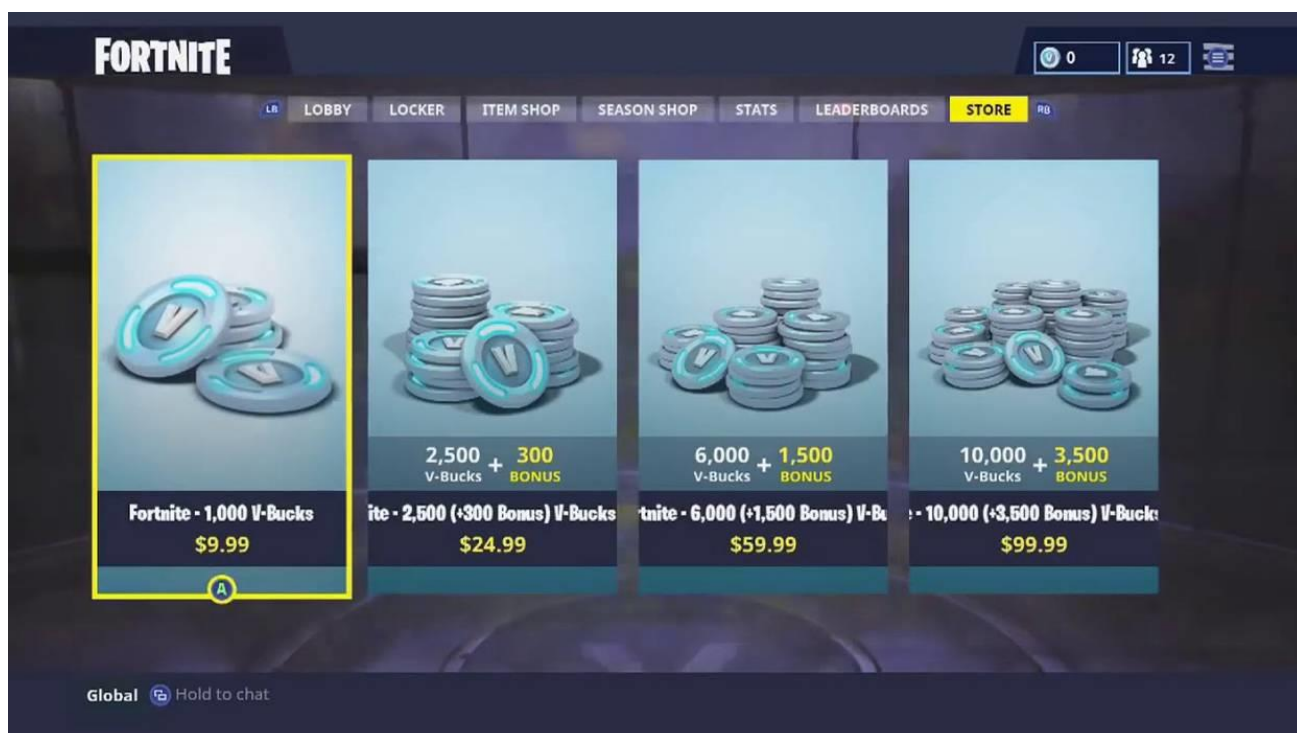 FORTNITE
0
12
LB LOBBY LOCKER ITEM SHOP SEASON SHOP STATS LEADERBOARDS STORE RB
2,500 + 300
V-Bucks BONUS
6,000 + 1,500
V-Bucks BONUS
10,000 + 3,500
V-Bucks BONUS
Fortnite - 1,000 V-Bucks
$9.99
A
ite - 2,500 (+300 Bonus) V-Bucks
$24.99
tnite - 6,000 (+1,500 Bonus) V-Bu
$59.99
e - 10,000 (+3,500 Bonus) V-Bucks
$99.99
Global Hold to chat